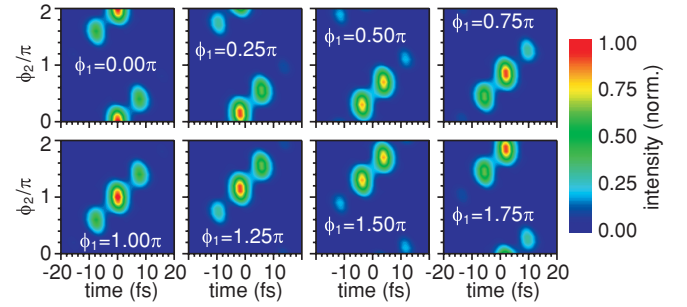 2
1
0
ϕ₂/π
ϕ₁=0.00π
ϕ₁=0.25π
ϕ₁=0.50π
ϕ₁=0.75π
2
1
0
ϕ₂/π
ϕ₁=1.00π
ϕ₁=1.25π
ϕ₁=1.50π
ϕ₁=1.75π
-20 -10 0 10 20
-10 0 10
-10 0 10
-10 0 10 20
time (fs)
time (fs)
time (fs)
time (fs)
1.00
0.75
0.50
0.25
0.00
intensity (norm.)